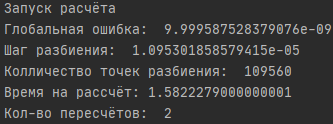 Запуск расчёта
Глобальная ошибка:  9.999587528379076e-09
Шаг разбиения:  1.095301858579415e-05
Колличество точек разбиения:  109560
Время на рассчёт: 1.5822279000000001
Кол-во пересчётов:  2